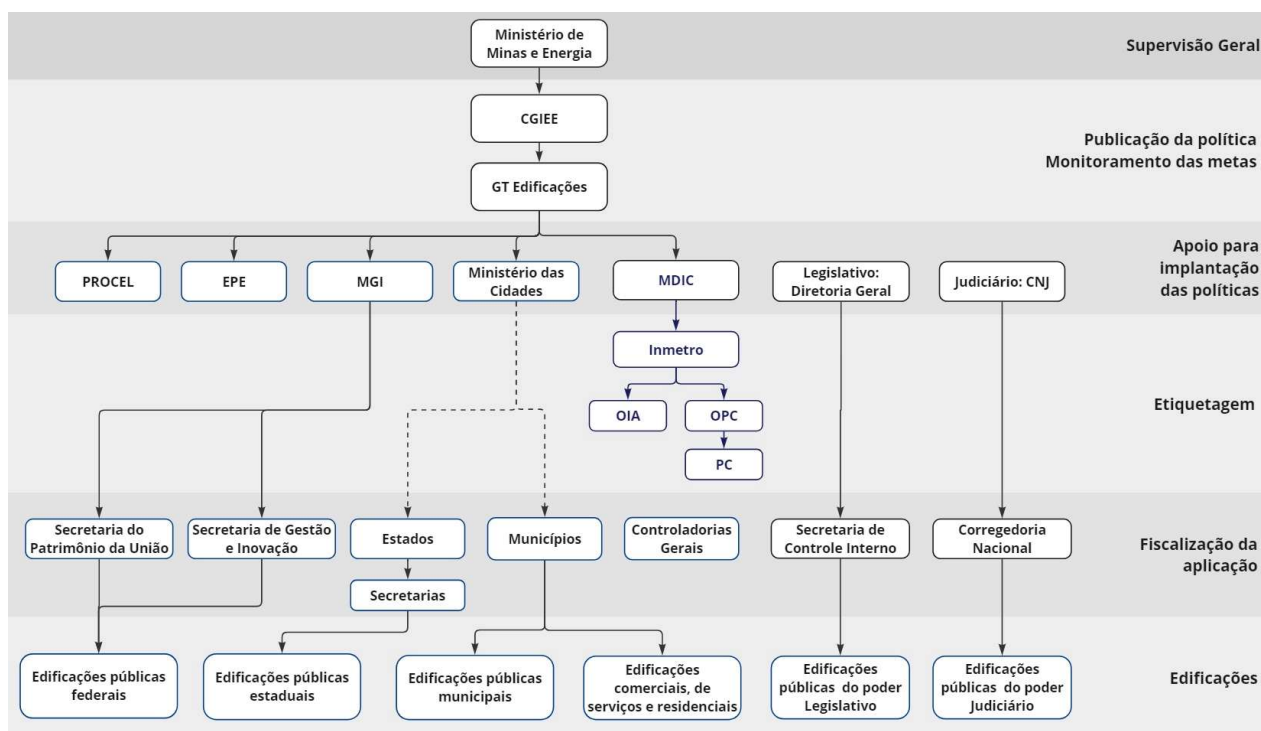 Ministério de
Minas e Energia
Supervisão Geral
CGIEE
Publicação da política
Monitoramento das metas
GT Edificações
PROCEL
EPE
MGI
Ministério das
Cidades
MDIC
Legislativo:
Diretoria Geral
Judiciário: CNJ
Apoio para
implantação
das políticas
Inmetro
OIA
OPC
PC
Etiquetagem
Secretaria do
Patrimônio da União
Secretaria de Gestão
e Inovação
Estados
Municípios
Controladorias
Gerais
Secretaria de
Controle Interno
Corregedoria
Nacional
Fiscalização da
aplicação
Secretarias
Edificações públicas
federais
Edificações públicas
estaduais
Edificações públicas
municipais
Edificações
comerciais, de
serviços e residenciais
Edificações
públicas do poder
Legislativo
Edificações
públicas do poder
Judiciário
Edificações